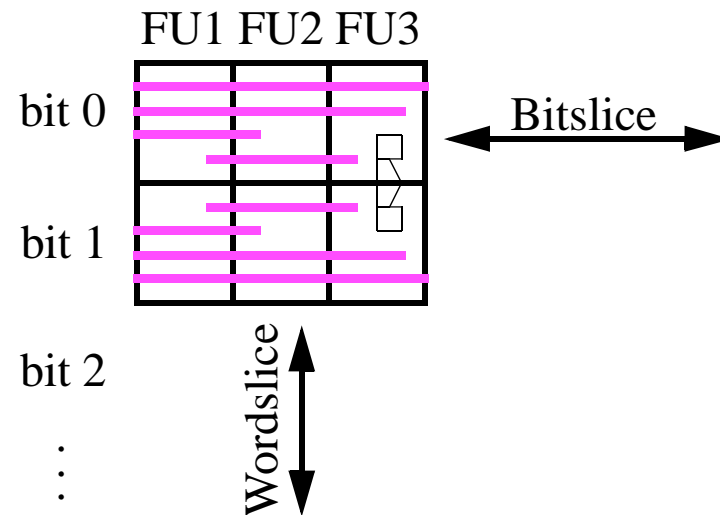 FU1 FU2 FU3
bit 0
Bitslice
bit 1
bit 2
Wordslice